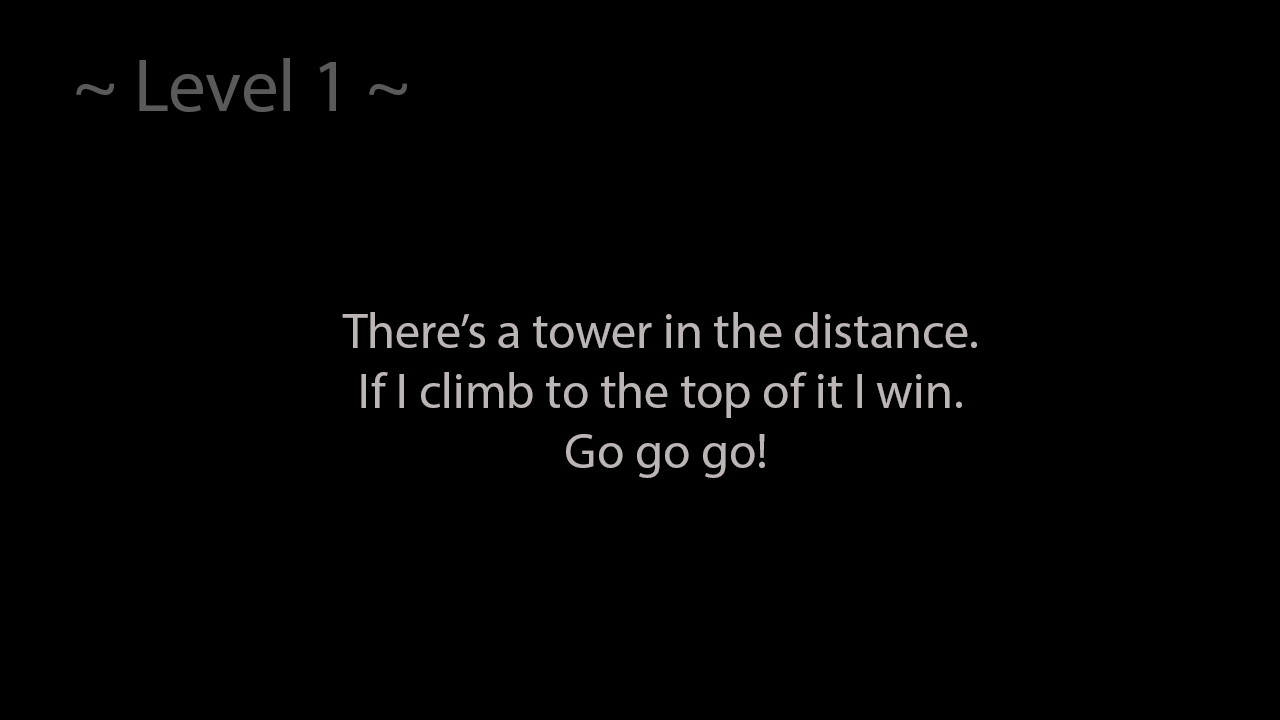 ~ Level 1 ~
There’s a tower in the distance.
If I climb to the top of it I win.
Go go go!